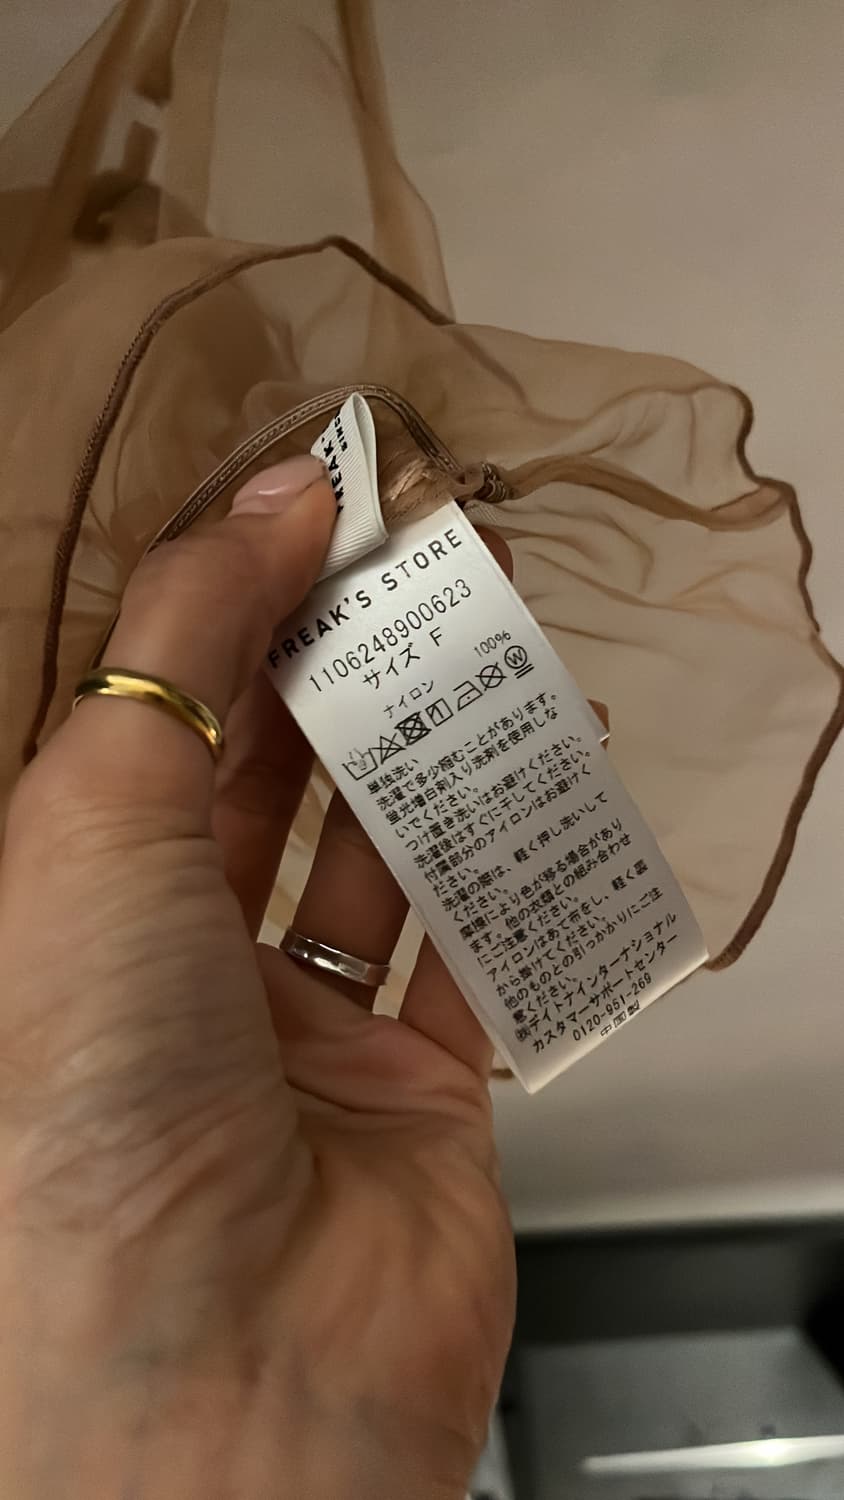 FREAK'S STORE
1106248900623
サイズ F
ナイロン 100%
単独洗い
洗濯で多少縮むことがあります。
蛍光増白剤入り洗剤を使用しな
いでください。
つけ置き洗いはお避けください。
洗濯後はすぐに干してください。
付属部分のアイロンはお避けく
ださい。
洗濯の際は、軽く押し洗いして
ください。
摩擦により色が移る場合があり
ます。他の衣類との組み合わせ
にご注意ください。
アイロンはあて布をし、軽く裏
から掛けてください。
他のものとの引っかかりにご注
意ください。
㈱デイトナインターナショナル
カスタマーサポートセンター
0120-951-269
中国製